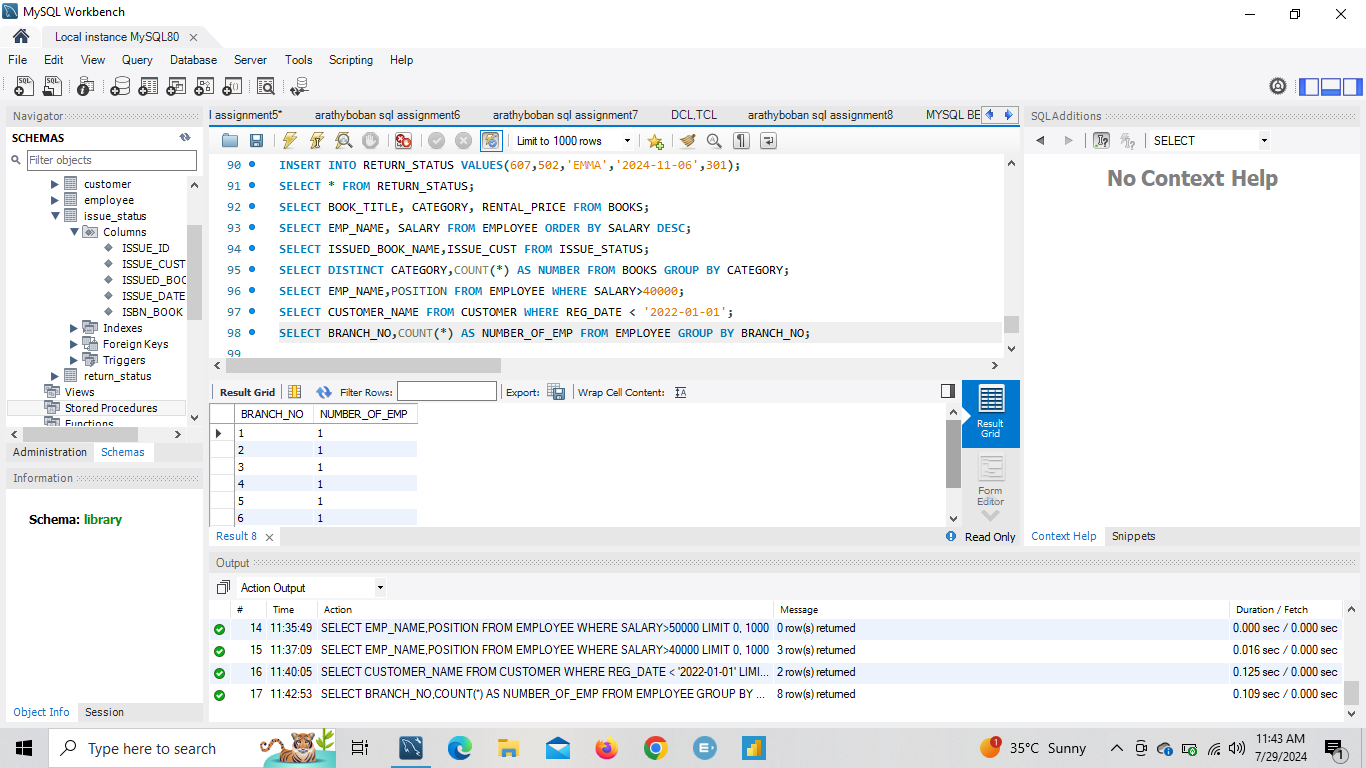 MySQL Workbench
Local instance MySQL80
File Edit View Query Database Server Tools Scripting Help
Navigator
SCHEMAS
Filter objects
customer
employee
issue_status
Columns
ISSUE_ID
ISSUE_CUST
ISSUED_BOO
ISSUE_DATE
ISBN_BOOK
Indexes
Foreign Keys
Triggers
return_status
Views
Stored Procedures
Functions
Administration Schemas
Information
Schema: library
Object Info Session
l assignment5* arathyboban sql assignment6 arathyboban sql assignment7 DCL,TCL arathyboban sql assignment8 MYSQL BE
Limit to 1000 rows
90 INSERT INTO RETURN_STATUS VALUES(607,502,'EMMA','2024-11-06',301);
91 SELECT * FROM RETURN_STATUS;
92 SELECT BOOK_TITLE, CATEGORY, RENTAL_PRICE FROM BOOKS;
93 SELECT EMP_NAME, SALARY FROM EMPLOYEE ORDER BY SALARY DESC;
94 SELECT ISSUED_BOOK_NAME,ISSUE_CUST FROM ISSUE_STATUS;
95 SELECT DISTINCT CATEGORY,COUNT(*) AS NUMBER FROM BOOKS GROUP BY CATEGORY;
96 SELECT EMP_NAME,POSITION FROM EMPLOYEE WHERE SALARY>40000;
97 SELECT CUSTOMER_NAME FROM CUSTOMER WHERE REG_DATE < '2022-01-01';
98 SELECT BRANCH_NO,COUNT(*) AS NUMBER_OF_EMP FROM EMPLOYEE GROUP BY BRANCH_NO;
99
Result Grid Filter Rows: Export: Wrap Cell Content:
BRANCH_NO NUMBER_OF_EMP
1 1
2 1
3 1
4 1
5 1
6 1
Result Grid
Form Editor
Result 8
Read Only
SQLAdditions
SELECT
No Context Help
Context Help Snippets
Output
Action Output
# Time Action Message Duration / Fetch
14 11:35:49 SELECT EMP_NAME,POSITION FROM EMPLOYEE WHERE SALARY>50000 LIMIT 0, 1000 0 row(s) returned 0.000 sec / 0.000 sec
15 11:37:09 SELECT EMP_NAME,POSITION FROM EMPLOYEE WHERE SALARY>40000 LIMIT 0, 1000 3 row(s) returned 0.016 sec / 0.000 sec
16 11:40:05 SELECT CUSTOMER_NAME FROM CUSTOMER WHERE REG_DATE < '2022-01-01' LIMI... 2 row(s) returned 0.125 sec / 0.000 sec
17 11:42:53 SELECT BRANCH_NO,COUNT(*) AS NUMBER_OF_EMP FROM EMPLOYEE GROUP BY ... 8 row(s) returned 0.109 sec / 0.000 sec
Type here to search
1
35°C Sunny
11:43 AM
7/29/2024
1